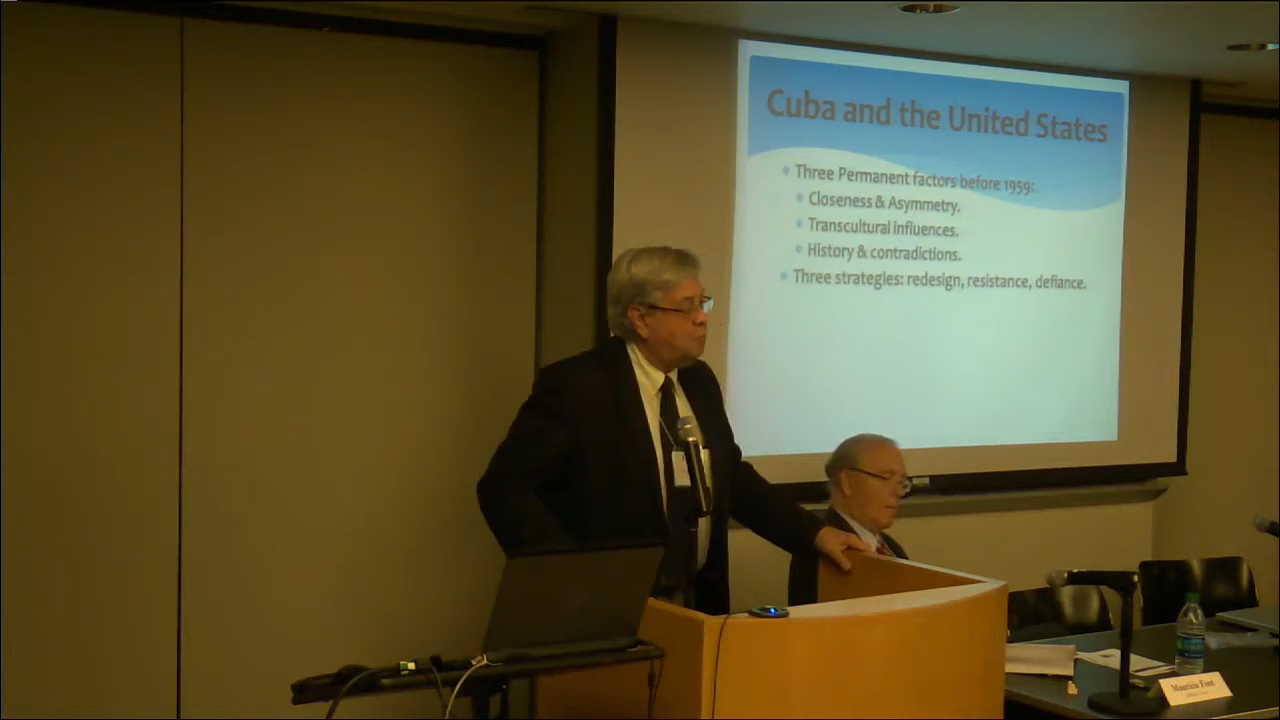 Cuba and the United States
• Three Permanent factors before 1959:
• Closeness & Asymmetry.
• Transcultural influences.
• History & contradictions.
• Three strategies: redesign, resistance, defiance.
Mauricio Font